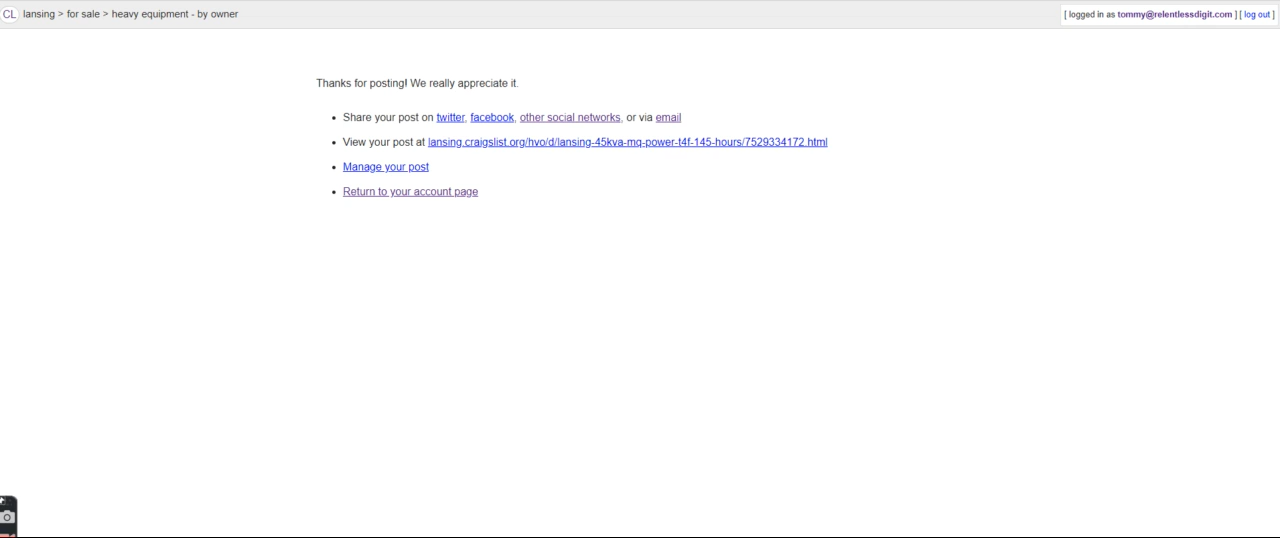 CL lansing > for sale > heavy equipment - by owner [ logged in as tommy@relentlessdigit.com ] [ log out ]
Thanks for posting! We really appreciate it.
• Share your post on twitter, facebook, other social networks, or via email
• View your post at lansing.craigslist.org/hvo/d/lansing-45kva-mq-power-t4f-145-hours/7529334172.html
• Manage your post
• Return to your account page